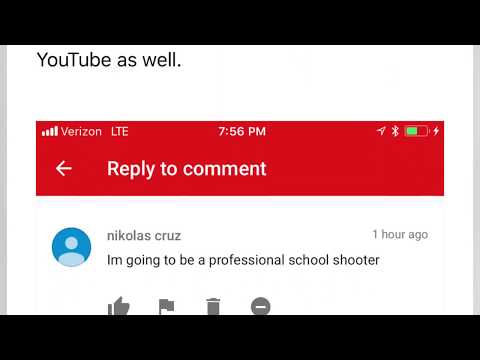 YouTube as well.
Verizon LTE 7:56 PM
Reply to comment
nikolas cruz 1 hour ago
Im going to be a professional school shooter